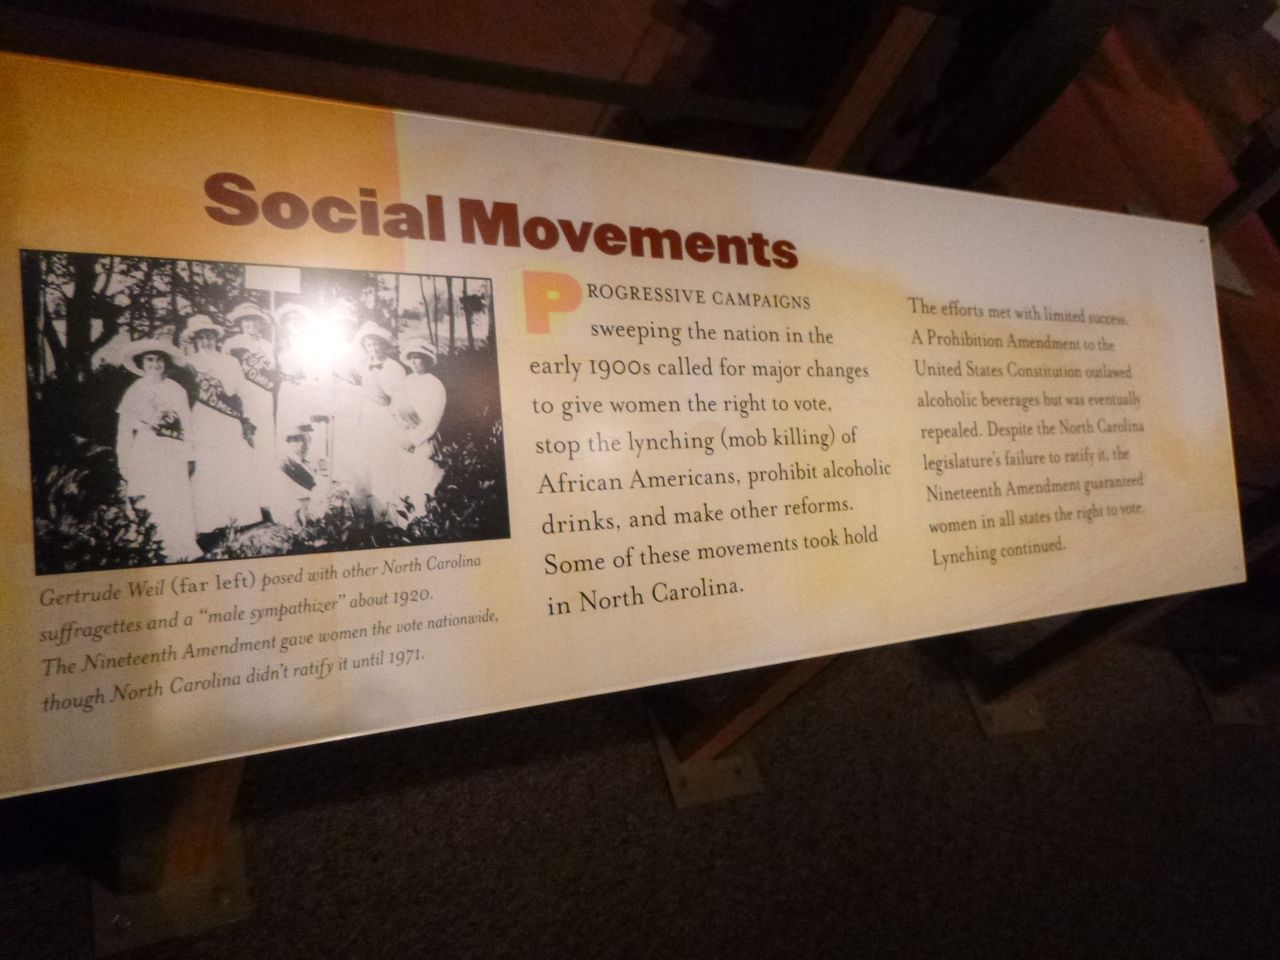 Social Movements
PROGRESSIVE CAMPAIGNS
sweeping the nation in the
early 1900s called for major changes
to give women the right to vote,
stop the lynching (mob killing) of
African Americans, prohibit alcoholic
drinks, and make other reforms.
Some of these movements took hold
in North Carolina.
The efforts met with limited success.
A Prohibition Amendment to the
United States Constitution outlawed
alcoholic beverages but was eventually
repealed. Despite the North Carolina
legislature's failure to ratify it, the
Nineteenth Amendment guaranteed
women in all states the right to vote.
Lynching continued.
Gertrude Weil (far left) posed with other North Carolina
suffragettes and a "male sympathizer" about 1920.
The Nineteenth Amendment gave women the vote nationwide,
though North Carolina didn't ratify it until 1971.